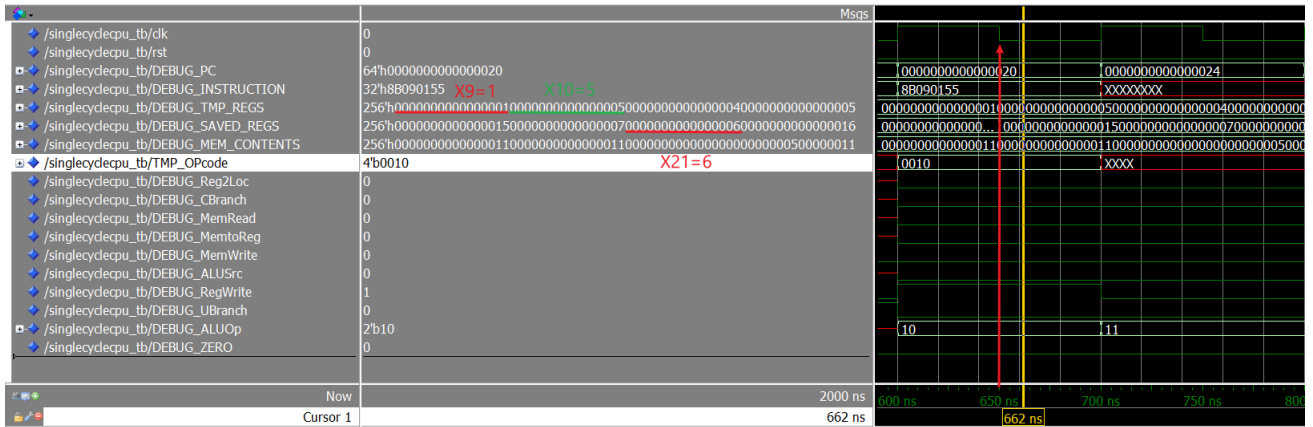 Msgs
/singlecyclecpu_tb/clk 0
/singlecyclecpu_tb/rst 0
/singlecyclecpu_tb/DEBUG_PC 64'h0000000000000020 0000000000000020 0000000000000024
/singlecyclecpu_tb/DEBUG_INSTRUCTION 32'h8B090155 X9=1 X10=5 8B090155 XXXXXXXX
/singlecyclecpu_tb/DEBUG_TMP_REGS 256'h0000000000000001000000000000000500000000000000040000000000000005
/singlecyclecpu_tb/DEBUG_SAVED_REGS 256'h0000000000000015000000000000000700000000000000060000000000000016
/singlecyclecpu_tb/DEBUG_MEM_CONTENTS 256'h0000000000000011000000000000001100000000000000000000000500000011
/singlecyclecpu_tb/TMP_OPcode 4'b0010 X21=6 0010 XXXX
/singlecyclecpu_tb/DEBUG_Reg2Loc 0
/singlecyclecpu_tb/DEBUG_CBranch 0
/singlecyclecpu_tb/DEBUG_MemRead 0
/singlecyclecpu_tb/DEBUG_MemtoReg 0
/singlecyclecpu_tb/DEBUG_MemWrite 0
/singlecyclecpu_tb/DEBUG_ALUSrc 0
/singlecyclecpu_tb/DEBUG_RegWrite 1
/singlecyclecpu_tb/DEBUG_UBranch 0
/singlecyclecpu_tb/DEBUG_ALUOp 2'b10 10 11
/singlecyclecpu_tb/DEBUG_ZERO 0
Now 2000 ns 600 ns 650 ns 700 ns 750 ns 800
Cursor 1 662 ns 662 ns